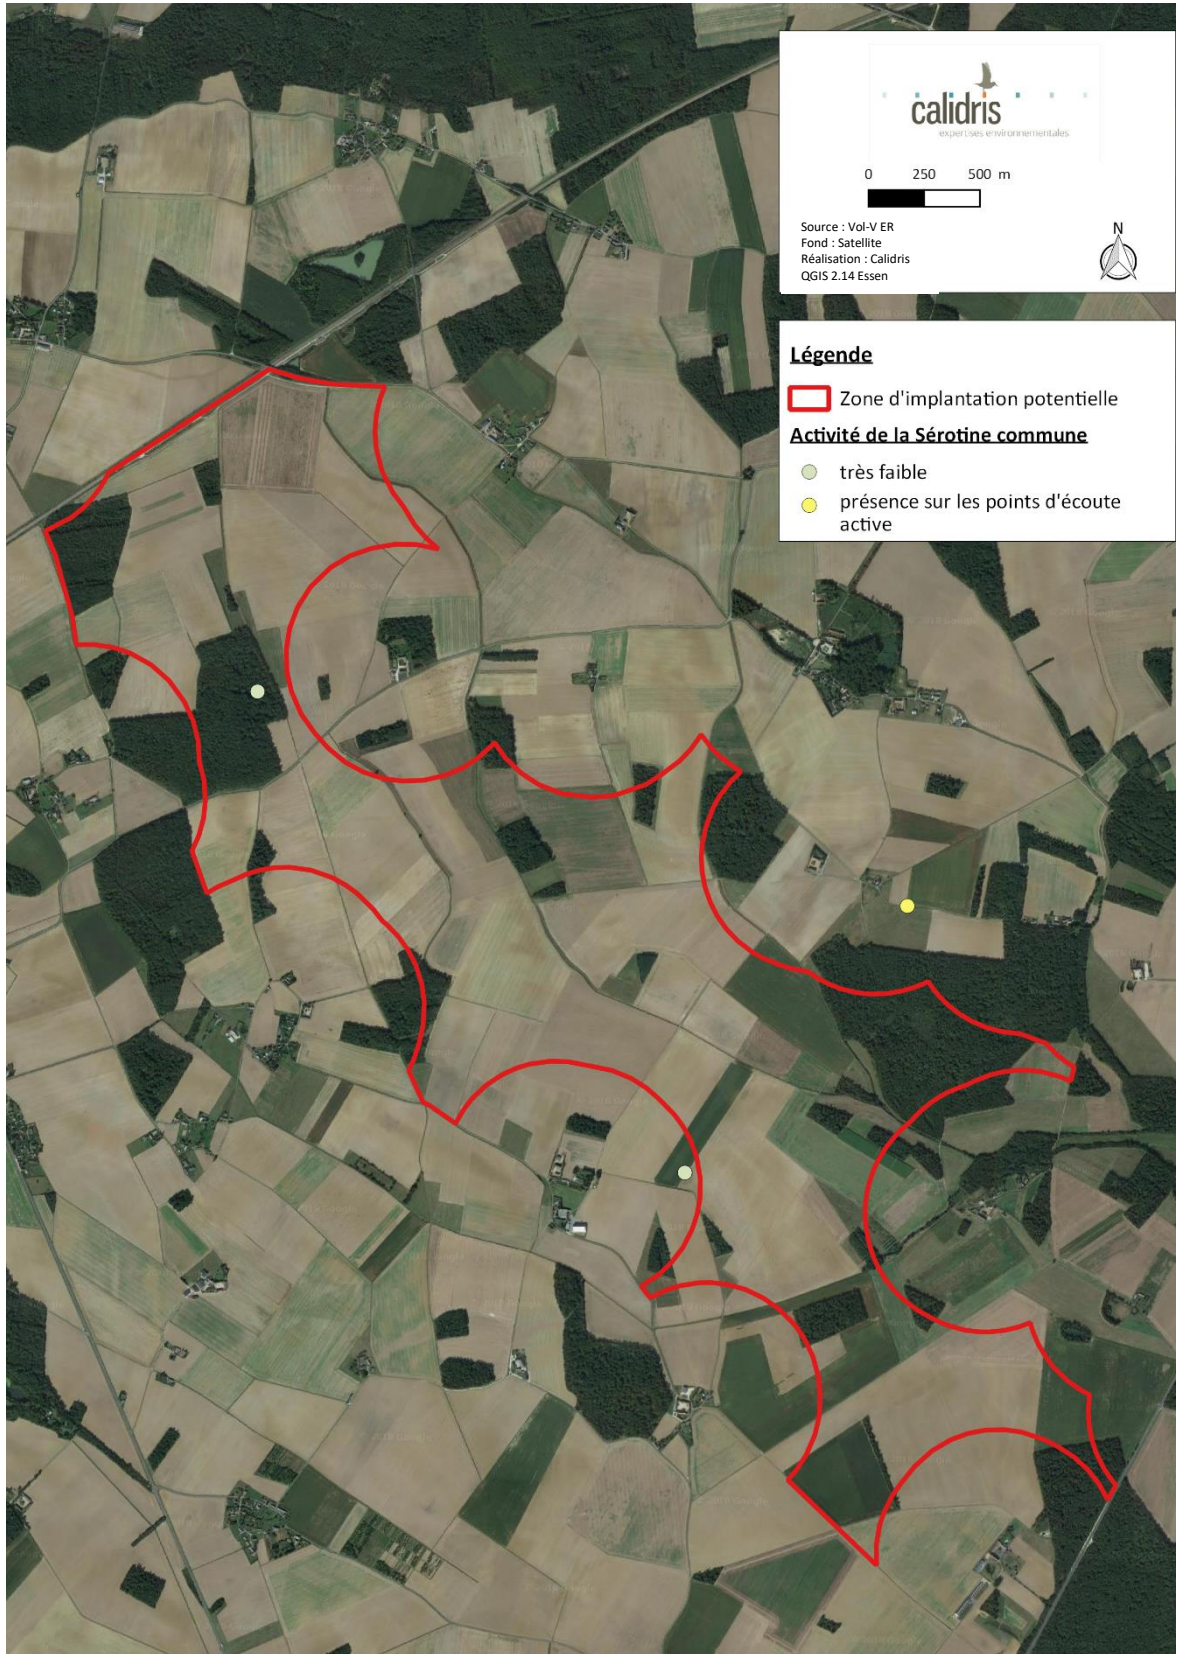 calidris
expertises environnementales
0 250 500 m
Source : Vol-V ER
Fond : Satellite
Réalisation : Calidris
QGIS 2.14 Essen
N
Légende
Zone d'implantation potentielle
Activité de la Sérotine commune
très faible
présence sur les points d'écoute
active